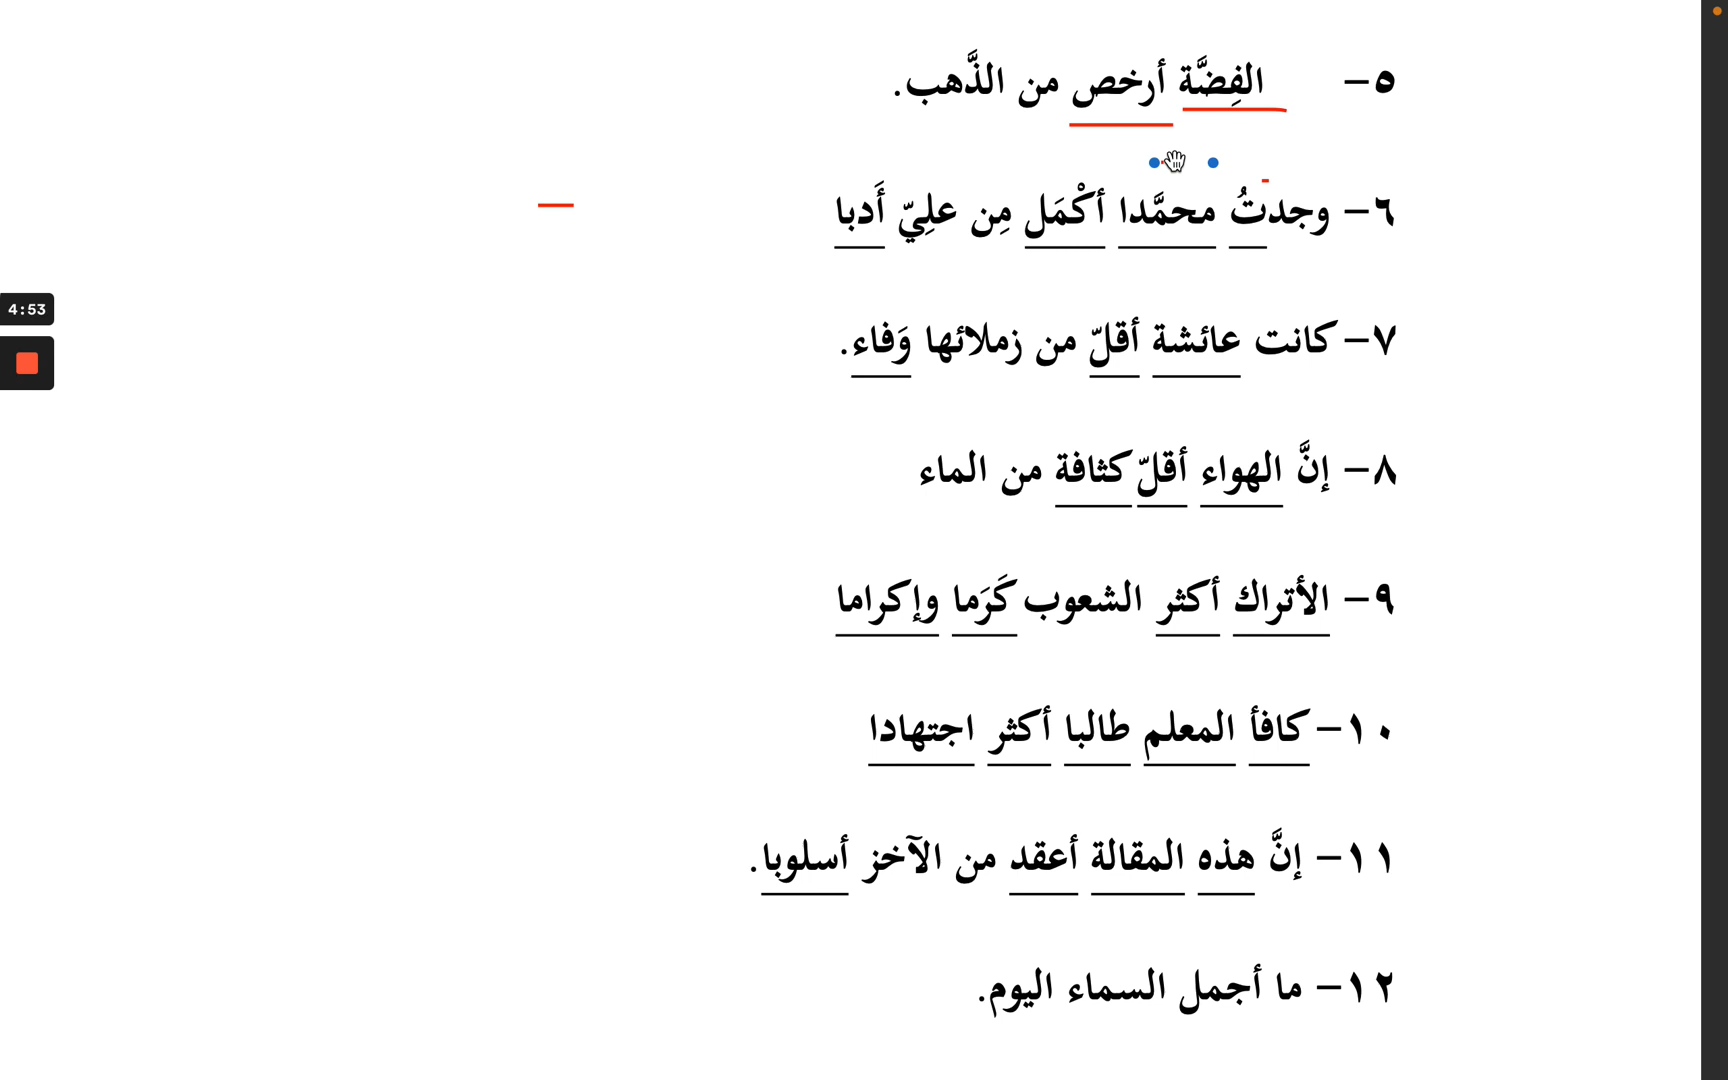 ٥- الفِضَّة أرخص من الذَّهب.
٦- وجدتُ محمَّدا أكْمَل مِن علِيّ أَدبا
4:53
٧- كانت عائشة أقلّ من زملائها وَفاء.
٨- إنَّ الهواء أقلّ كثافة من الماء
٩- الأتراك أكثر الشعوب كَرَما وإكراما
١٠- كافأ المعلم طالبا أكثر اجتهادا
١١- إنَّ هذه المقالة أعقد من الآخز أسلوبا.
١٢- ما أجمل السماء اليوم.